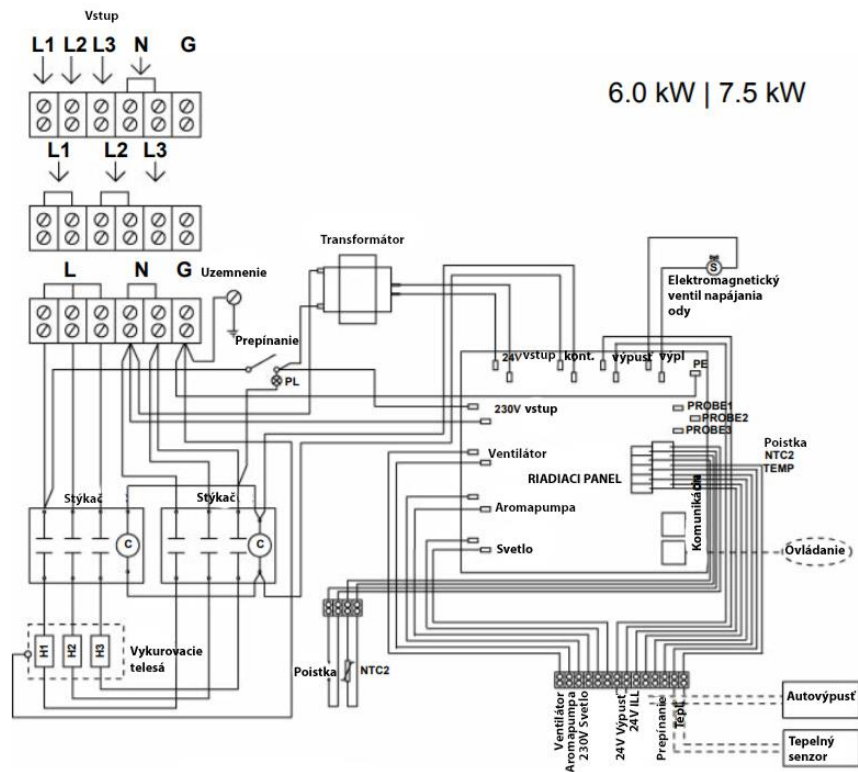 Vstup
L1 L2 L3 N G
6.0 kW | 7.5 kW
L1 L2 L3
L N G
Uzemnenie
Transformátor
S
Elektromagnetický
ventil napájania
ody
Prepínanie
PL
24V vstup kont. výpusť vypl
PE
230V vstup
PROBE1
PROBE2
PROBE3
Ventilátor
RIADIACI PANEL
Poistka
NTC2
TEMP
Aromapumpa
Svetlo
Ovládanie
Stýkač
Stýkač
C
C
H1
H2
H3
Vykurovacie
telesá
Poistka
NTC2
Ventilátor
Aromapumpa
230V Svetlo
24V Výpusť
24V ILL
Prepínanie
Tepl.
Autovýpusť
Tepelný
senzor